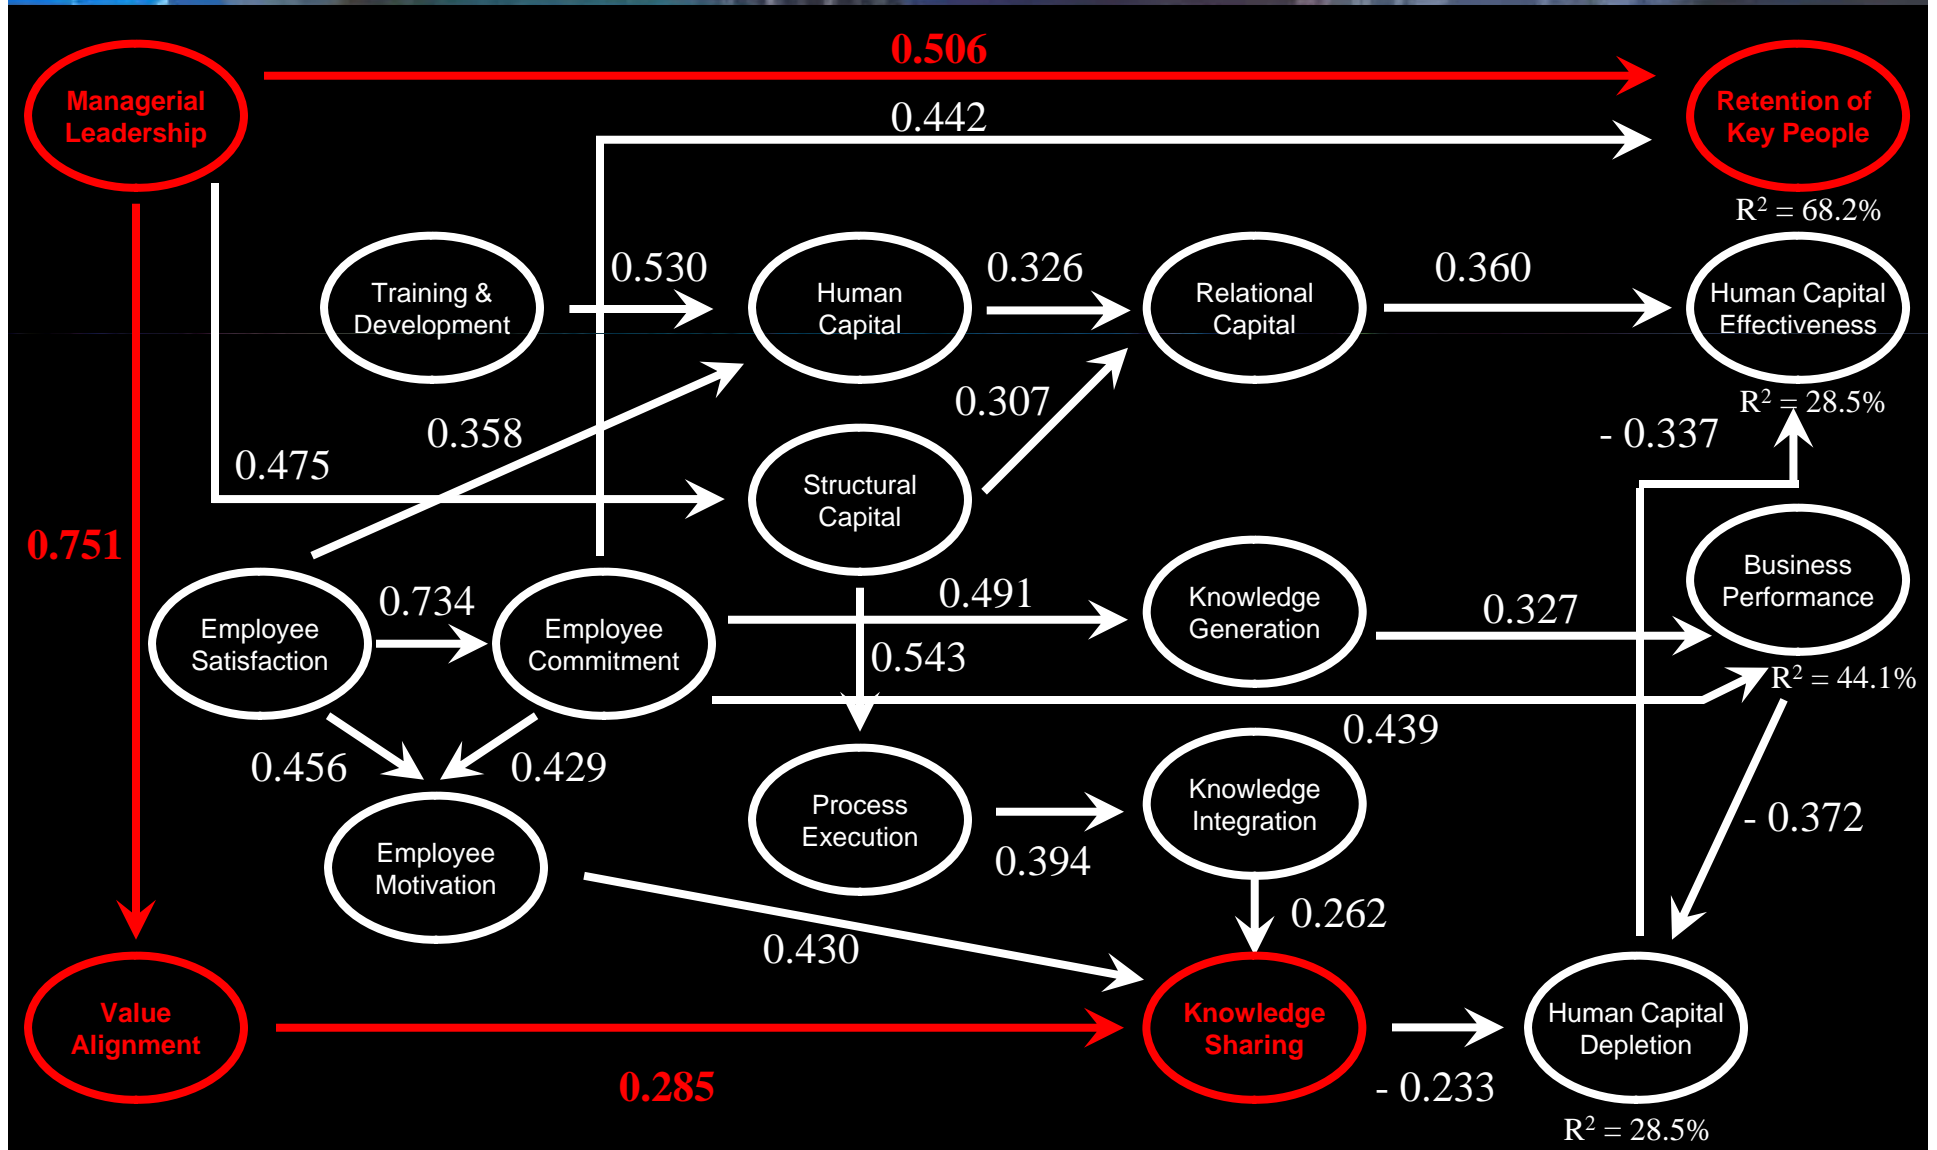 0.506
Managerial
Leadership
Retention of
Key People
0.442
R² = 68.2%
0.530
0.326
0.360
Training &
Development
Human
Capital
Relational
Capital
Human Capital
Effectiveness
R² = 28.5%
0.307
0.358
- 0.337
0.475
Structural
Capital
0.751
Business
Performance
0.734
0.491
Knowledge
Generation
0.327
Employee
Satisfaction
Employee
Commitment
0.543
R² = 44.1%
0.439
0.456
0.429
Process
Execution
Knowledge
Integration
- 0.372
Employee
Motivation
0.394
0.262
0.430
Value
Alignment
Knowledge
Sharing
Human Capital
Depletion
0.285
- 0.233
R² = 28.5%